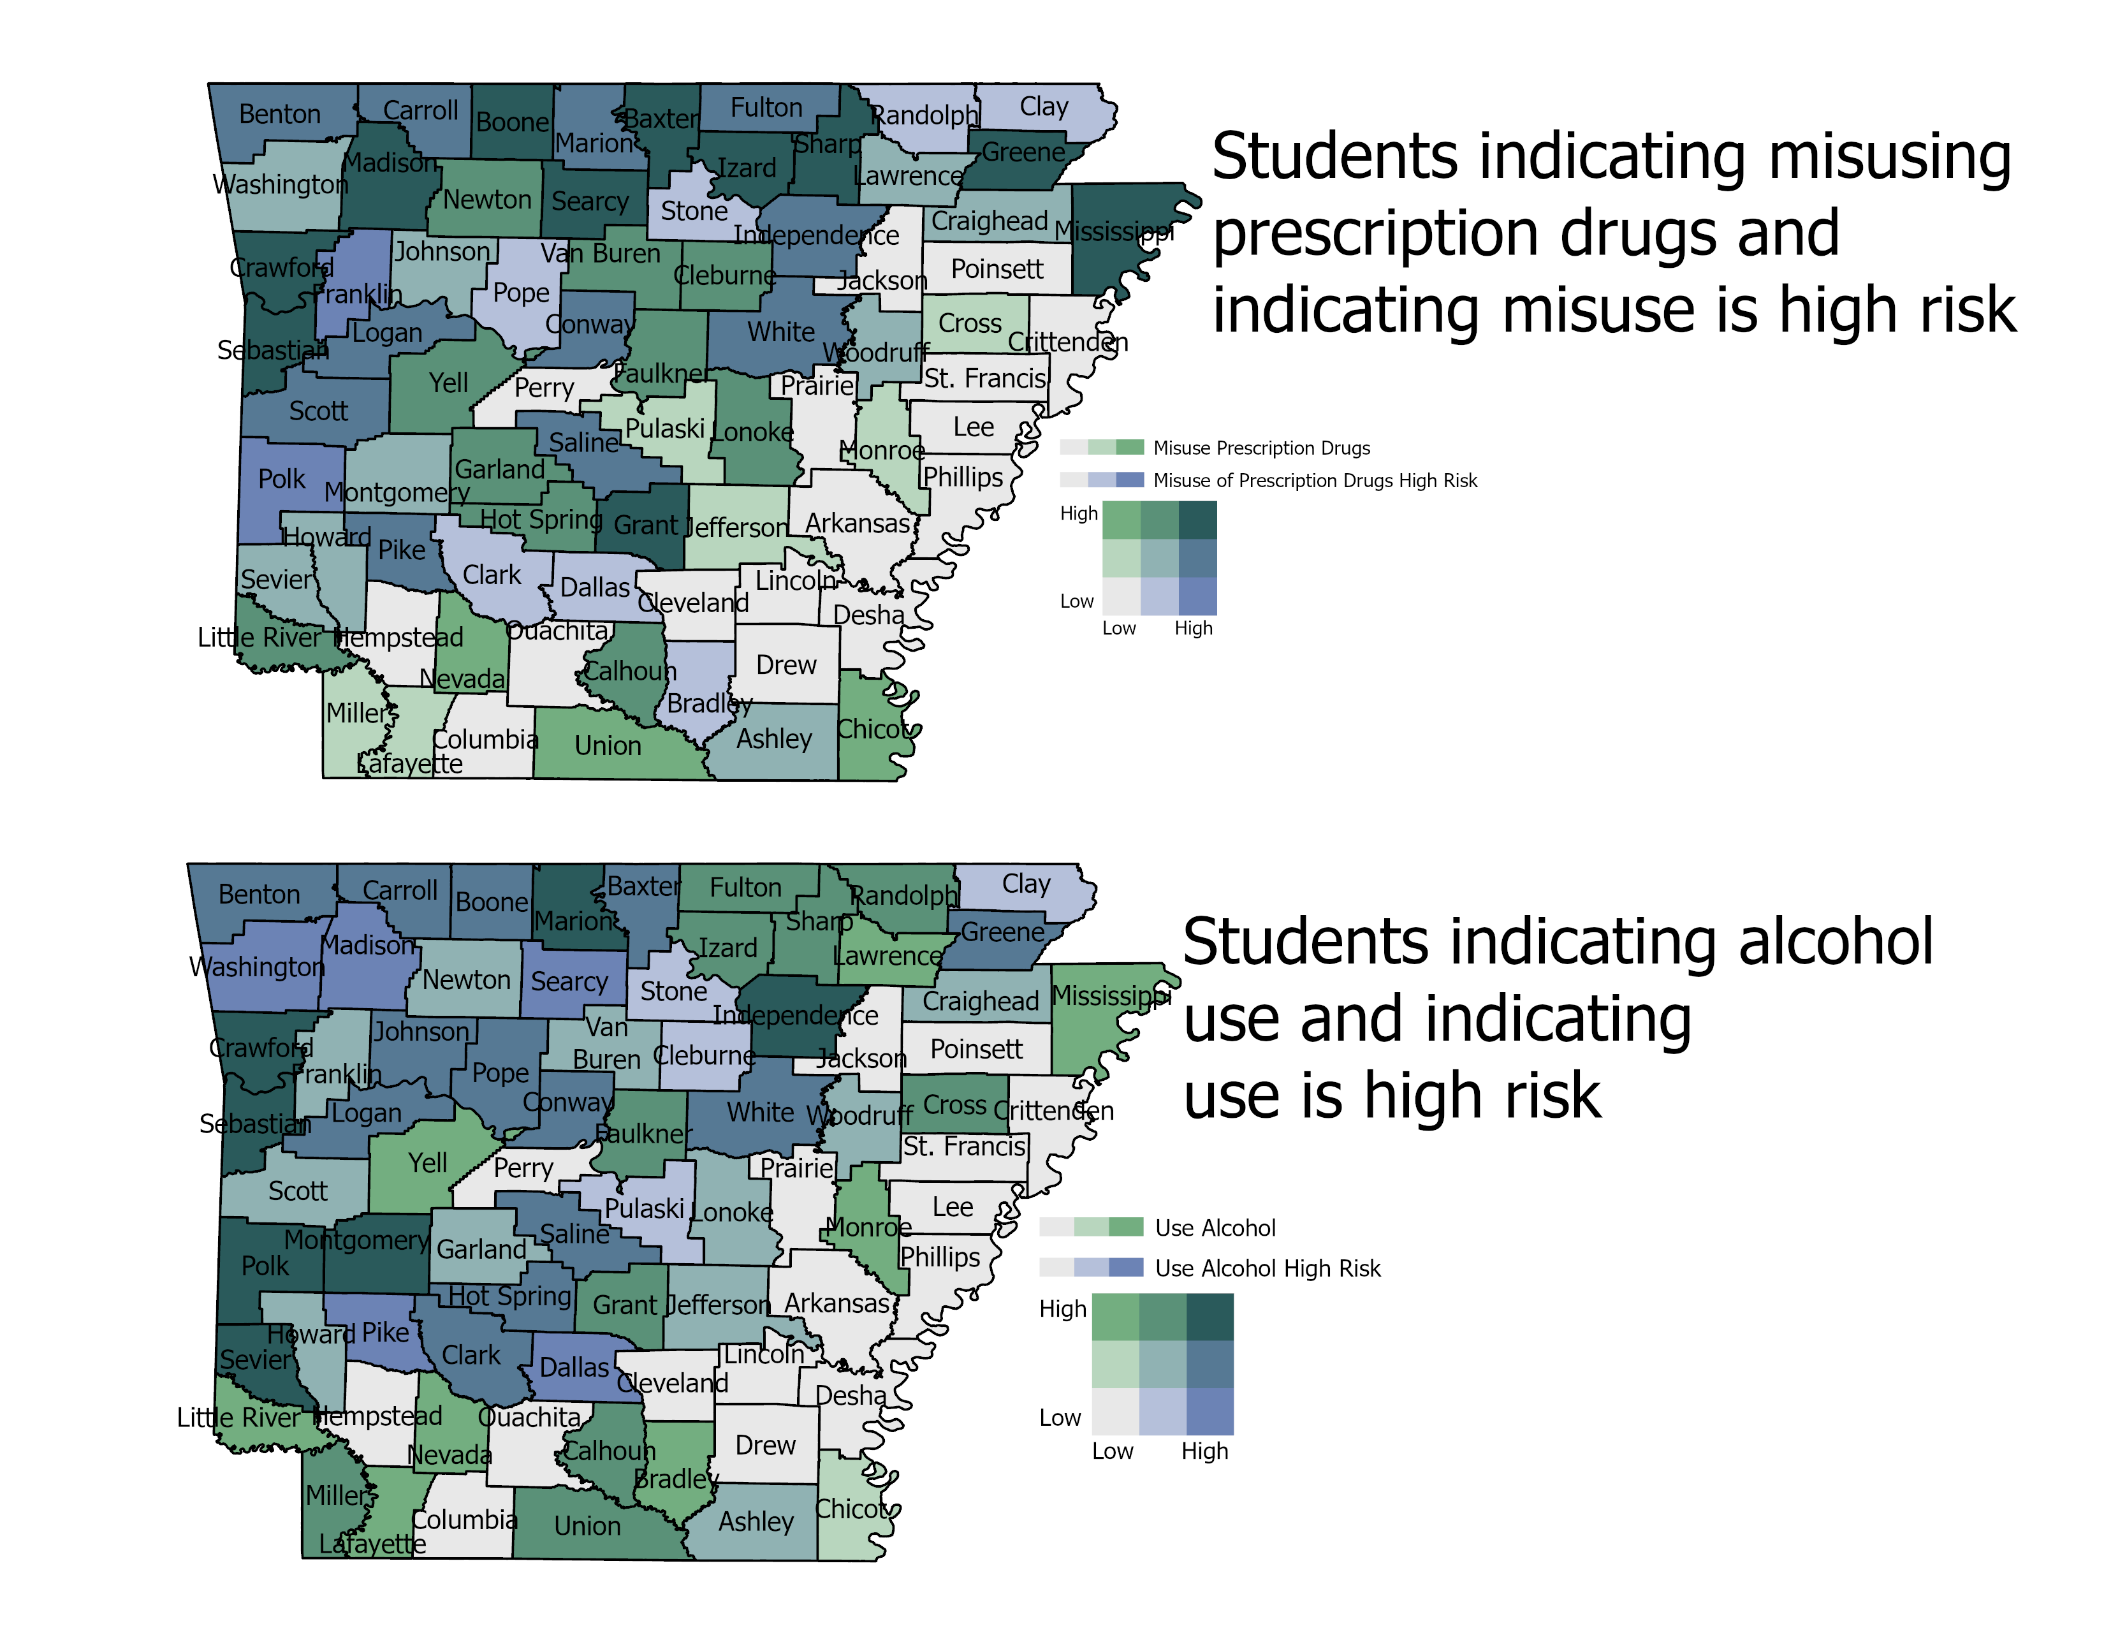 Benton
Carroll
Boone
Marion
Baxter
Fulton
Sharp
Randolph
Clay
Madison
Izard
Greene
Washington
Newton
Searcy
Stone
Lawrence
Independence
Craighead
Mississippi
Crawford
Franklin
Johnson
Pope
Van Buren
Cleburne
Jackson
Poinsett
Sebastian
Logan
Conway
White
Woodruff
Cross
Crittenden
Scott
Yell
Perry
Faulkner
Prairie
St. Francis
Polk
Saline
Pulaski
Lonoke
Monroe
Lee
Montgomery
Garland
Phillips
Howard
Pike
Hot Spring
Grant
Jefferson
Arkansas
Sevier
Clark
Dallas
Cleveland
Lincoln
Desha
Little River
Hempstead
Nevada
Ouachita
Calhoun
Drew
Miller
Bradley
Lafayette
Columbia
Union
Ashley
Chicot
Students indicating misusing
prescription drugs and
indicating misuse is high risk
Misuse Prescription Drugs
Misuse of Prescription Drugs High Risk
High
Low
Low High
Benton
Carroll
Boone
Marion
Baxter
Fulton
Sharp
Randolph
Clay
Washington
Madison
Newton
Searcy
Stone
Izard
Lawrence
Greene
Independence
Craighead
Mississippi
Crawford
Franklin
Johnson
Pope
Van
Buren
Cleburne
Jackson
Poinsett
Sebastian
Logan
Conway
Faulkner
White
Woodruff
Cross
Crittenden
St. Francis
Scott
Yell
Perry
Prairie
Polk
Montgomery
Garland
Saline
Pulaski
Lonoke
Monroe
Lee
Phillips
Hot Spring
Grant
Jefferson
Arkansas
Howard
Pike
Sevier
Clark
Dallas
Cleveland
Lincoln
Desha
Little River
Hempstead
Nevada
Ouachita
Calhoun
Bradley
Drew
Miller
Lafayette
Columbia
Union
Ashley
Chicot
Students indicating alcohol
use and indicating
use is high risk
Use Alcohol
Use Alcohol High Risk
High
Low
Low High